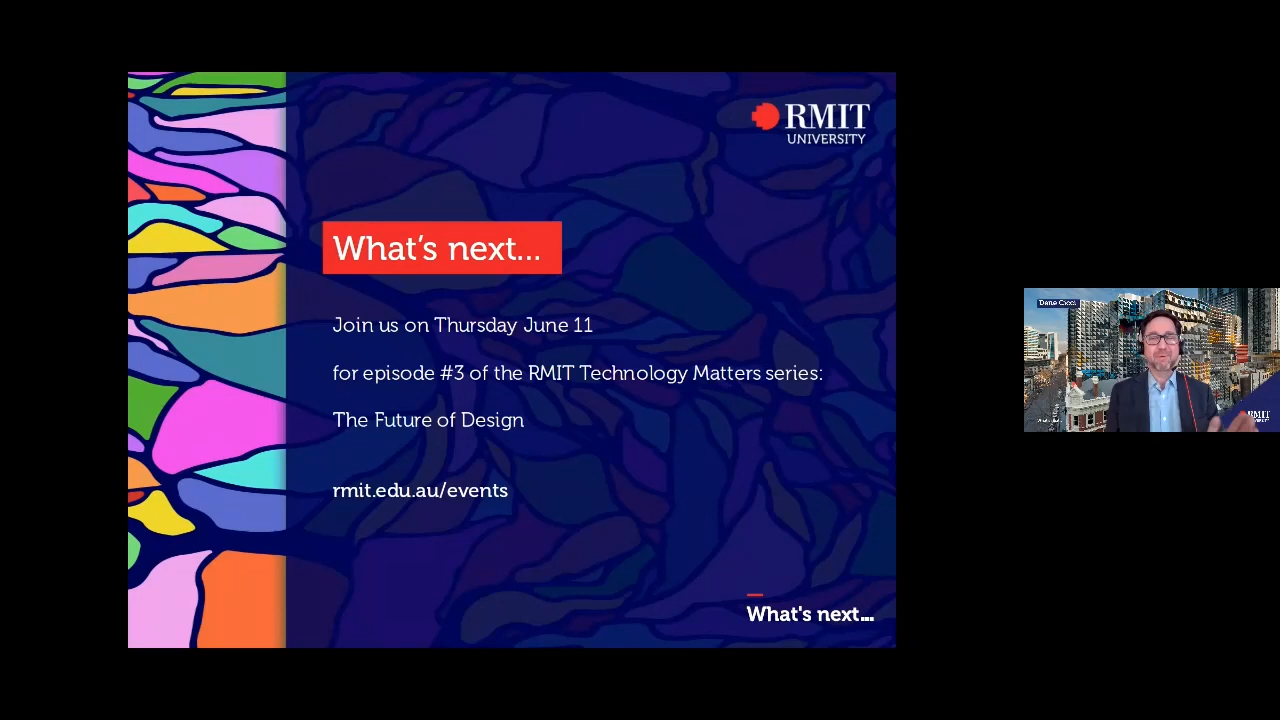 RMIT
UNIVERSITY
What's next...
Join us on Thursday June 11
for episode #3 of the RMIT Technology Matters series:
The Future of Design
rmit.edu.au/events
What's next...
RMIT